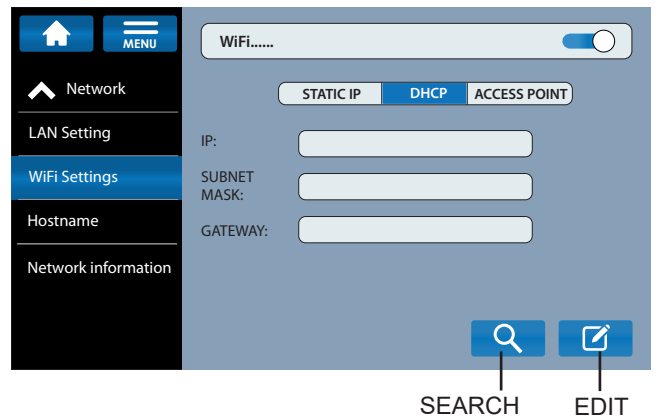 MENU
WiFi......
Network
STATIC IP DHCP ACCESS POINT
LAN Setting
IP:
WiFi Settings
SUBNET
MASK:
Hostname
GATEWAY:
Network information
SEARCH EDIT